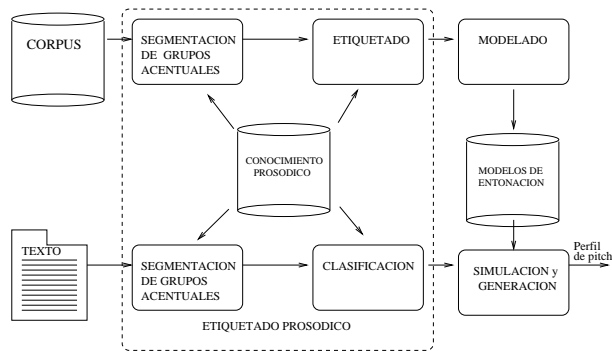 CORPUS
SEGMENTACION
DE GRUPOS
ACENTUALES
ETIQUETADO
MODELADO
CONOCIMIENTO
PROSODICO
MODELOS DE
ENTONACION
TEXTO
SEGMENTACION
DE GRUPOS
ACENTUALES
CLASIFICACION
SIMULACION y
GENERACION
Perfil
de pitch
ETIQUETADO PROSODICO